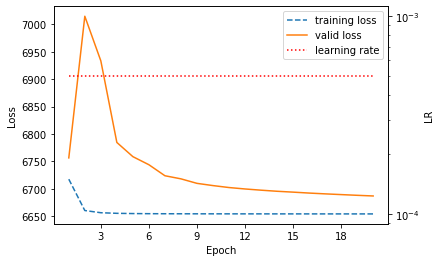 7000
6950
6900
6850
6800
6750
6700
6650
Loss
3
6
9
12
15
18
Epoch
10⁻³
10⁻⁴
LR
training loss
valid loss
learning rate